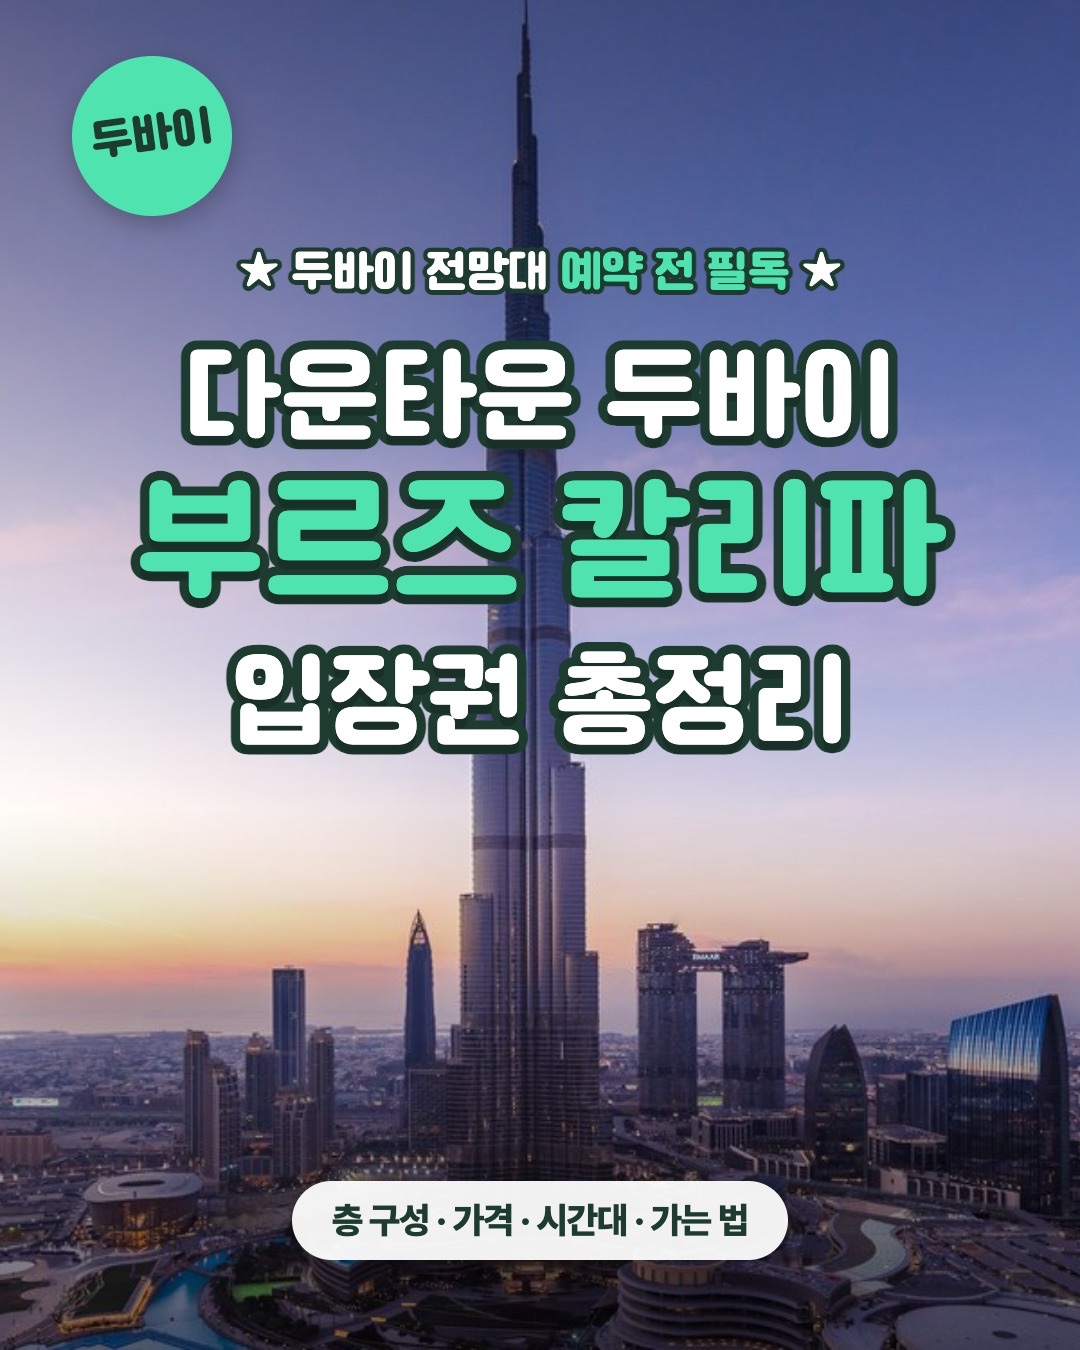 두바이
★ 두바이 전망대 예약 전 필독 ★
다운타운 두바이
부르즈 칼리파
입장권 총정리
EMAAR
층 구성 · 가격 · 시간대 · 가는 법